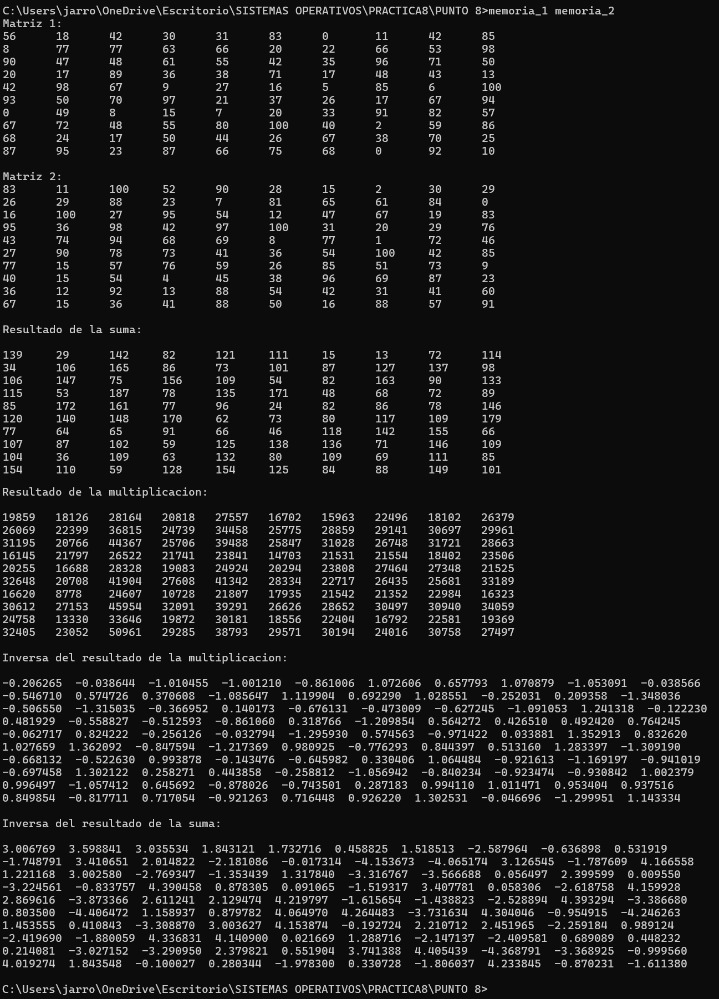 C:\Users\jarro\OneDrive\Escritorio\SISTEMAS OPERATIVOS\PRACTICA8\PUNTO 8>memoria_1 memoria_2
Matriz 1:
56 18 42 30 31 83 0 11 42 85
8 77 77 63 66 20 22 66 53 98
90 47 48 61 55 42 35 96 71 50
20 17 89 36 38 71 17 48 43 13
42 98 67 9 27 16 5 85 6 100
93 50 70 97 21 37 26 17 67 94
0 49 8 15 7 20 33 91 82 57
67 72 48 55 80 100 40 2 59 86
68 24 17 50 44 26 67 38 70 25
87 95 23 87 66 75 68 0 92 10
Matriz 2:
83 11 100 52 90 28 15 2 30 29
26 29 88 23 7 81 65 61 84 0
16 100 27 95 54 12 47 67 19 83
95 36 98 42 97 100 31 20 29 76
43 74 94 68 69 8 77 1 72 46
27 90 78 73 41 36 54 100 42 85
77 15 57 76 59 26 85 51 73 9
40 15 54 4 45 38 96 69 87 23
36 12 92 13 88 54 42 31 41 60
67 15 36 41 88 50 16 88 57 91
Resultado de la suma:
139 29 142 82 121 111 15 13 72 114
34 106 165 86 73 101 87 127 137 98
106 147 75 156 109 54 82 163 90 133
115 53 187 78 135 171 48 68 72 89
85 172 161 77 96 24 82 86 78 146
120 140 148 170 62 73 80 117 109 179
77 64 65 91 66 46 118 142 155 66
107 87 102 59 125 138 136 71 146 109
104 36 109 63 132 80 109 69 111 85
154 110 59 128 154 125 84 88 149 101
Resultado de la multiplicacion:
19859 18126 28164 20818 27557 16702 15963 22496 18102 26379
26069 22399 36815 24739 34458 25775 28859 29141 30697 29961
31195 20766 44367 25706 39488 25847 31028 26748 31721 28663
16145 21797 26522 21741 23841 14703 21531 21554 18402 23506
20255 16688 28328 19083 24924 20294 23808 27464 27348 21525
32648 20708 41904 27608 41342 28334 22717 26435 25681 33189
16620 8778 24607 10728 21807 17935 21542 21352 22984 16323
30612 27153 45954 32091 39291 26626 28652 30497 30940 34059
24758 13330 33646 19872 30181 18556 22404 16792 22581 19369
32405 23052 50961 29285 38793 29571 30194 24016 30758 27497
Inversa del resultado de la multiplicacion:
-0.206265 -0.038644 -1.010455 -1.001210 -0.861006 1.072606 0.657793 1.070879 -1.053091 -0.038566
-0.546710 0.574726 0.370608 -1.085647 1.119904 0.692290 1.028551 -0.252031 0.209358 -1.348036
-0.506550 -1.315035 -0.366952 0.140173 -0.676131 -0.473009 -0.627245 -1.091053 1.241318 -0.122230
0.481929 -0.558827 -0.512593 -0.861060 0.318766 -1.209854 0.564272 0.426510 0.492420 0.764245
-0.062717 0.824222 -0.256126 -0.032794 -1.295930 0.574563 -0.971422 0.033881 1.352913 0.832620
1.027659 1.362092 -0.847594 -1.217369 0.980925 -0.776293 0.844397 0.513160 1.283397 -1.309190
-0.668132 -0.522630 0.993878 -0.143476 -0.645982 0.330406 1.064484 -0.921613 -1.169197 -0.941019
-0.697458 1.302122 0.258271 0.443858 -0.258812 -1.056942 -0.840234 -0.923474 -0.930842 1.002379
0.996497 -1.057412 0.645692 -0.878026 -0.743501 0.287183 0.994110 1.011471 0.953404 0.937516
0.849854 -0.817711 0.717054 -0.921263 0.716448 0.926220 1.302531 -0.046696 -1.299951 1.143334
Inversa del resultado de la suma:
3.006769 3.598841 3.035534 1.843121 1.732716 0.458825 1.518513 -2.587964 -0.636898 0.531919
-1.748791 3.410651 2.014822 -2.181086 -0.017314 -4.153673 -4.065174 3.126545 -1.787609 4.166558
1.221168 3.002580 -2.769347 -1.353439 1.317840 -3.316767 -3.566688 0.056497 2.399599 0.009550
-3.224561 -0.833757 4.390458 0.878305 0.091065 -1.519317 3.407781 0.058306 -2.618758 4.159928
2.869616 -3.873366 2.611241 2.129474 4.219797 -1.615654 -1.438823 -2.528894 4.393294 -3.386680
0.803500 -4.406472 1.158937 0.879782 4.064970 4.264483 -3.731634 4.304046 -0.954915 -4.246263
1.453555 0.410843 -3.308870 3.003627 4.153874 -0.192724 2.210712 2.451965 -2.259184 0.989124
-2.419690 -1.880059 4.336831 4.140900 0.021669 1.288716 -2.147137 -2.409581 0.689089 0.448232
0.214081 -3.027152 -3.290950 2.379821 0.551904 3.741388 4.405439 -4.368791 -3.368925 -0.999560
4.019274 1.843548 -0.100027 0.280344 -1.978300 0.330728 -1.806037 4.233845 -0.870231 -1.611380
C:\Users\jarro\OneDrive\Escritorio\SISTEMAS OPERATIVOS\PRACTICA8\PUNTO 8>